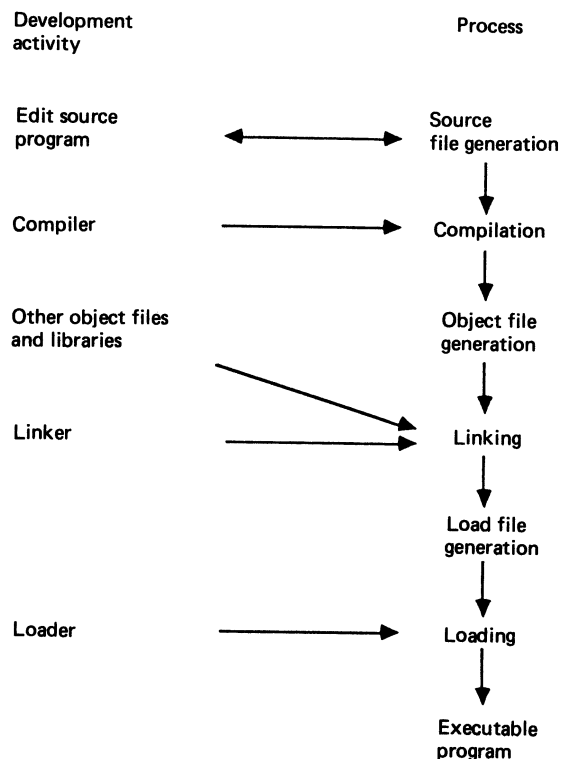 Development
activity
Process
Edit source
program
Source
file generation
Compiler
Compilation
Other object files
and libraries
Object file
generation
Linker
Linking
Load file
generation
Loader
Loading
Executable
program